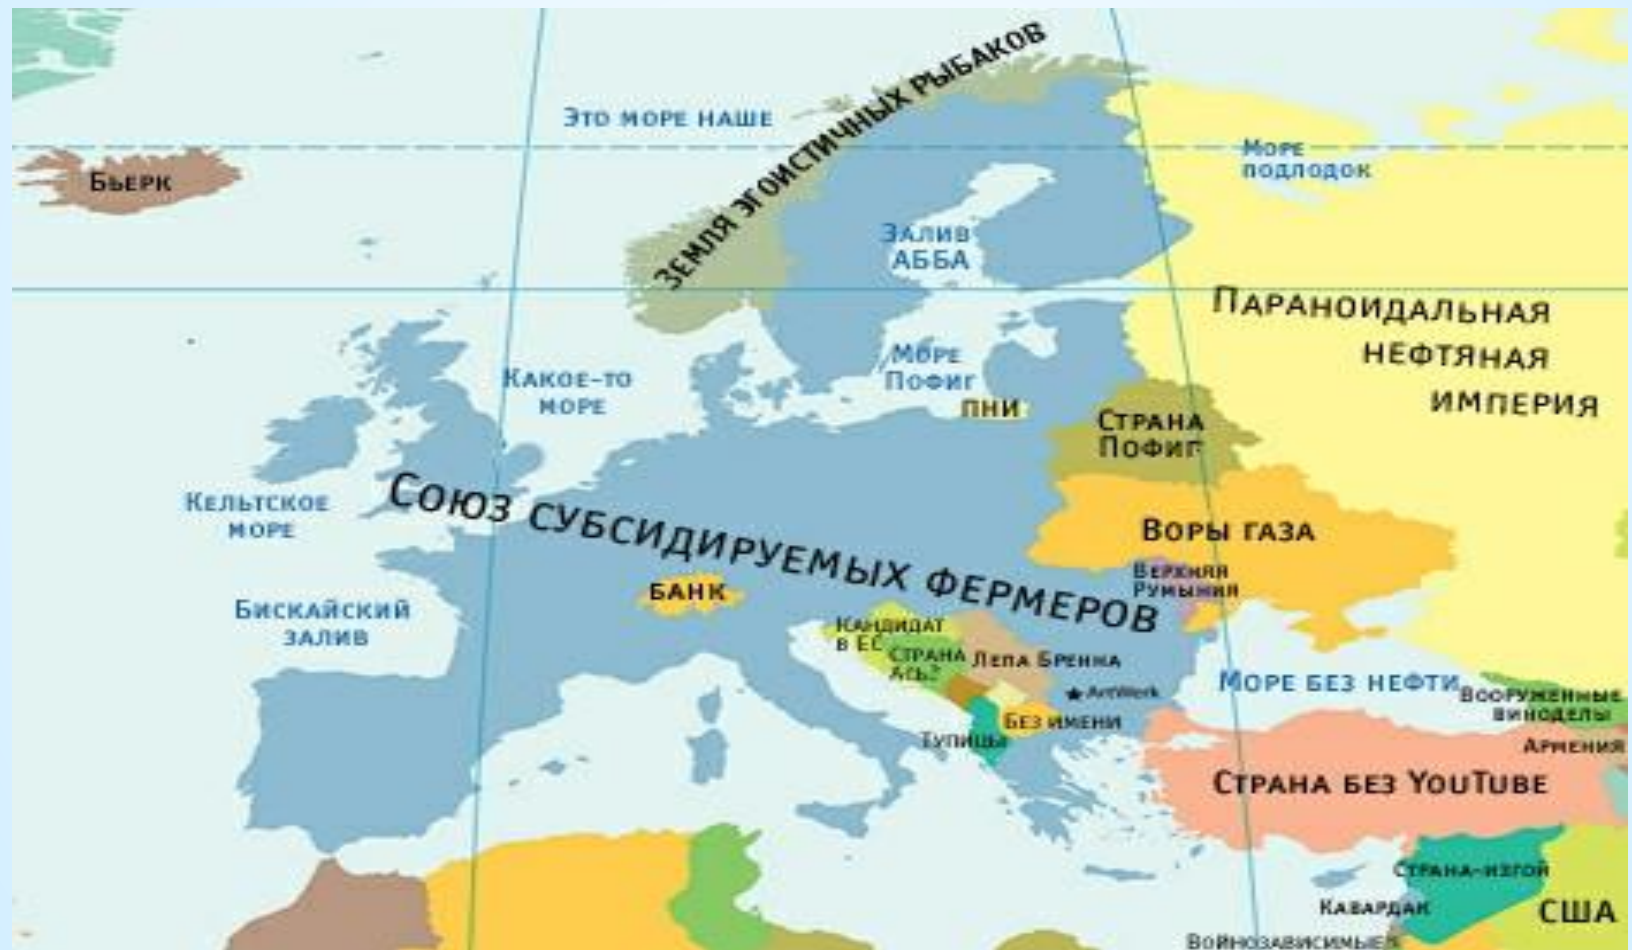 ЗЕМЛЯ ЭГОИСТИЧНЫХ РЫБАКОВ
ЭТО МОРЕ НАШЕ
МОРЕ
ПОДЛОДОК
БЬЕРК
ЗАЛИВ
АББА
ПАРАНОИДАЛЬНАЯ
НЕФТЯНАЯ
ИМПЕРИЯ
МОРЕ
ПОФИГ
КАКОЕ-ТО
МОРЕ
ПНИ
СТРАНА
ПОФИГ
КЕЛЬТСКОЕ
МОРЕ
СОЮЗ СУБСИДИРУЕМЫХ ФЕРМЕРОВ
ВОРЫ ГАЗА
ВЕРХНЯЯ
РУМЫНИЯ
БАНК
БИСКАЙСКИЙ
ЗАЛИВ
КАНДИДАТ
В ЕС
СТРАНА
АСЬ?
ЛЕПА БРЕННА
МОРЕ БЕЗ НЕФТИ
ArtWerk
ВООРУЖЕННЫЕ
ВИНОДЕЛЫ
БЕЗ ИМЕНИ
ТУПИЦЫ
АРМЕНИЯ
СТРАНА БЕЗ YOUTUBE
СТРАНА-ИЗГОЙ
КАВАРДАК
США
ВОЙНОЗАВИСИМЫЕ